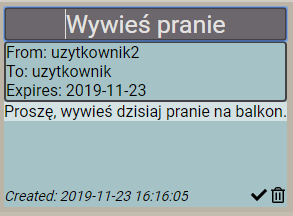 Wywieś pranie
From: uzytkownik2
To: uzytkownik
Expires: 2019-11-23
Proszę, wywieś dzisiaj pranie na balkon.
Created: 2019-11-23 16:16:05